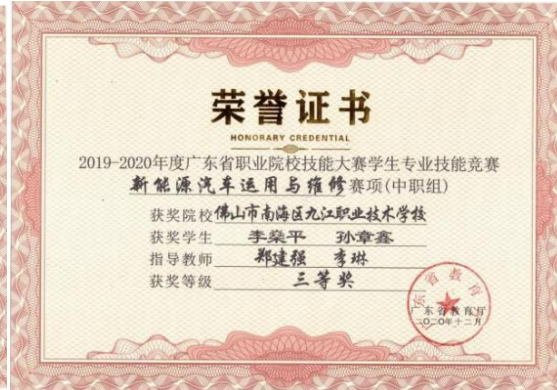 荣誉证书
HONORARY CREDENTIAL
2019-2020年度广东省职业院校技能大赛学生专业技能竞赛
新能源汽车运用与维修赛项(中职组)
获奖院校佛山市南海区九江职业技术学校
获奖学生 李燊平 孙章鑫
指导教师 郑建强 李琳
获奖等级 三等奖
广东省教育厅
二〇二〇年十二月